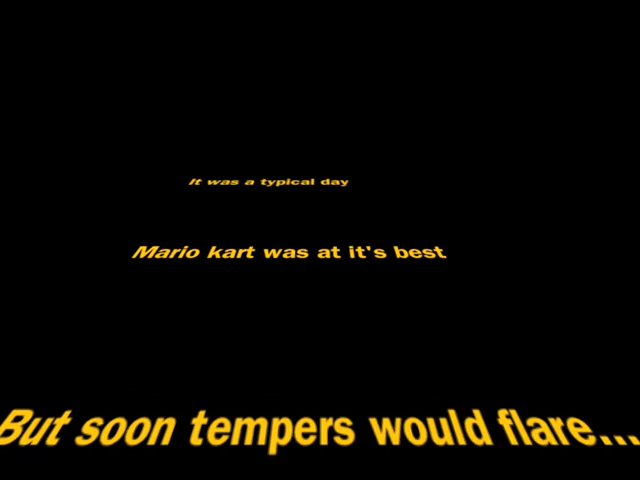 It was a typical day
Mario kart was at it's best
But soon tempers would flare...